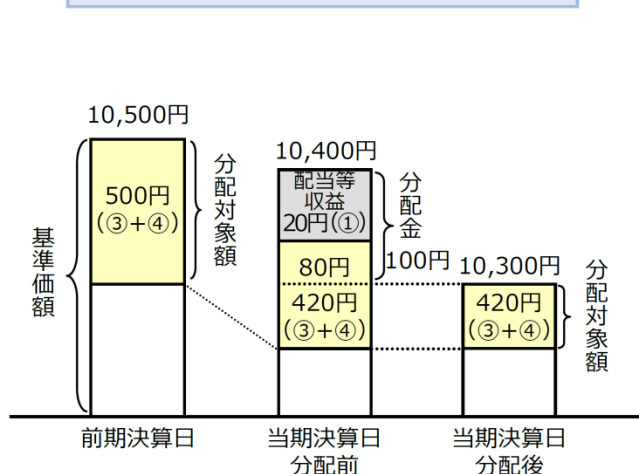 10,500円
500円
(③+④)
分配対象額
基準価額
10,400円
配当等
収益
20円(①)
80円
420円
(③+④)
分配金
100円
10,300円
420円
(③+④)
分配対象額
前期決算日
当期決算日
分配前
当期決算日
分配後